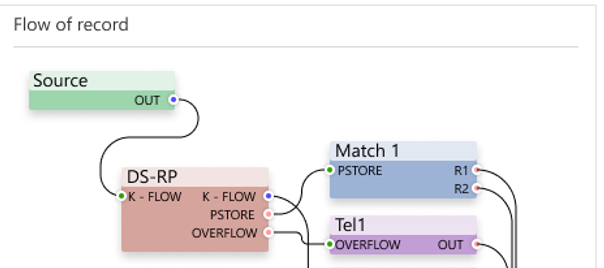 Flow of record
Source
OUT
DS-RP
K - FLOW K - FLOW
PSTORE
OVERFLOW
Match 1
PSTORE R1
R2
Tel1
OVERFLOW OUT